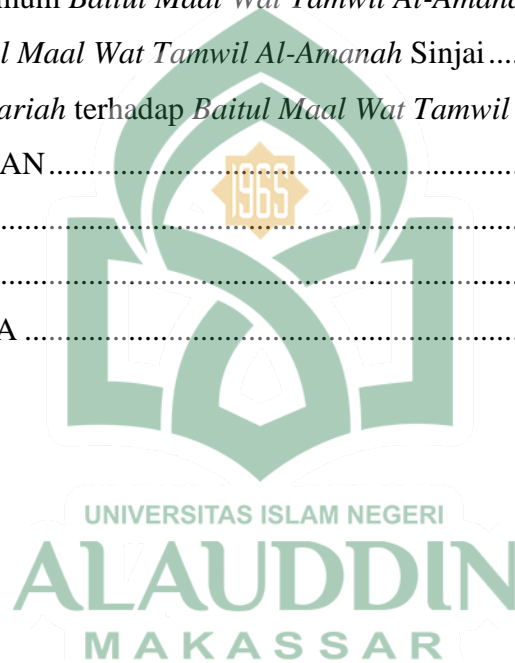 Baitul Maal Wat Tamwil Al-Amana
l Maal Wat Tamwil Al-Amanah Sinjai....
ariah terhadap Baitul Maal Wat Tamwil
AN..........................................................
1965
..............................................................
..............................................................
A .............................................................
UNIVERSITAS ISLAM NEGERI
ALAUDDIN
MAKASSAR